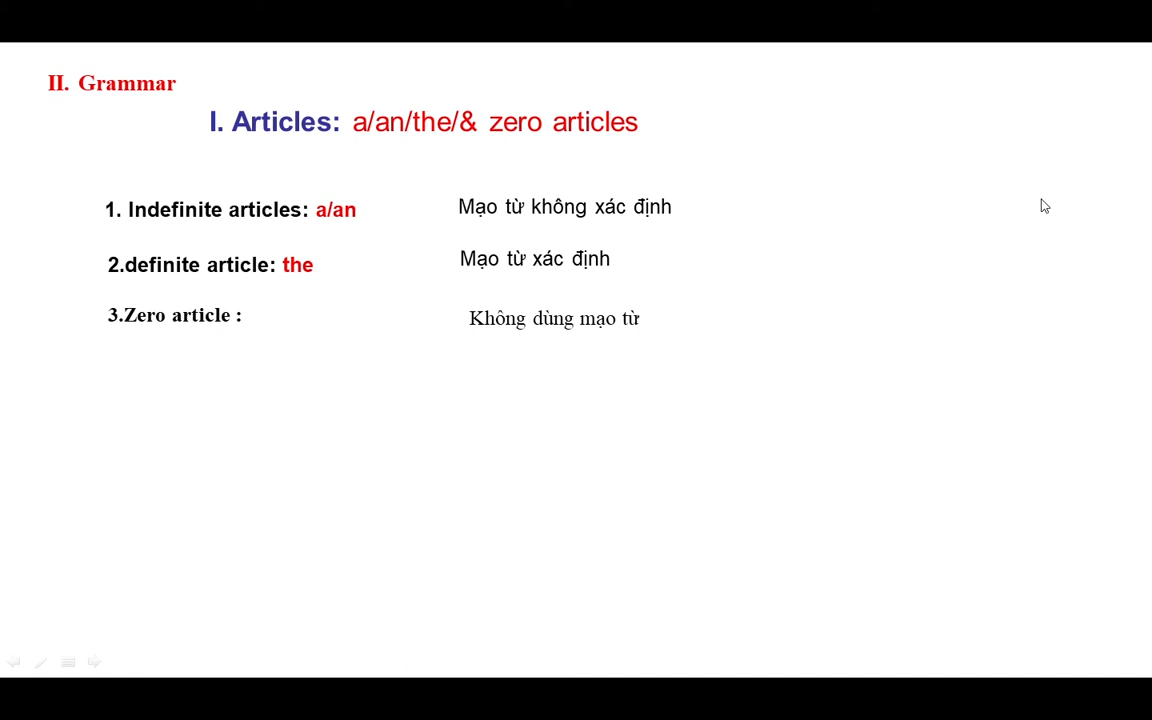 II. Grammar
I. Articles: a/an/the/& zero articles
1. Indefinite articles: a/an Mạo từ không xác định
2.definite article: the Mạo từ xác định
3.Zero article : Không dùng mạo từ